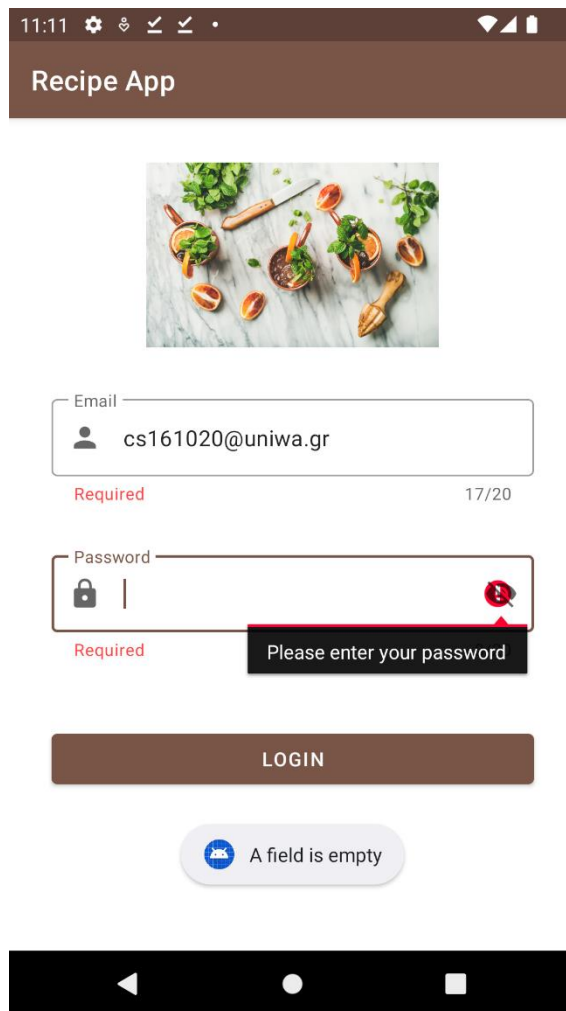 11:11
Recipe App
Email
cs161020@uniwa.gr
Required
17/20
Password
Required
Please enter your password
LOGIN
A field is empty